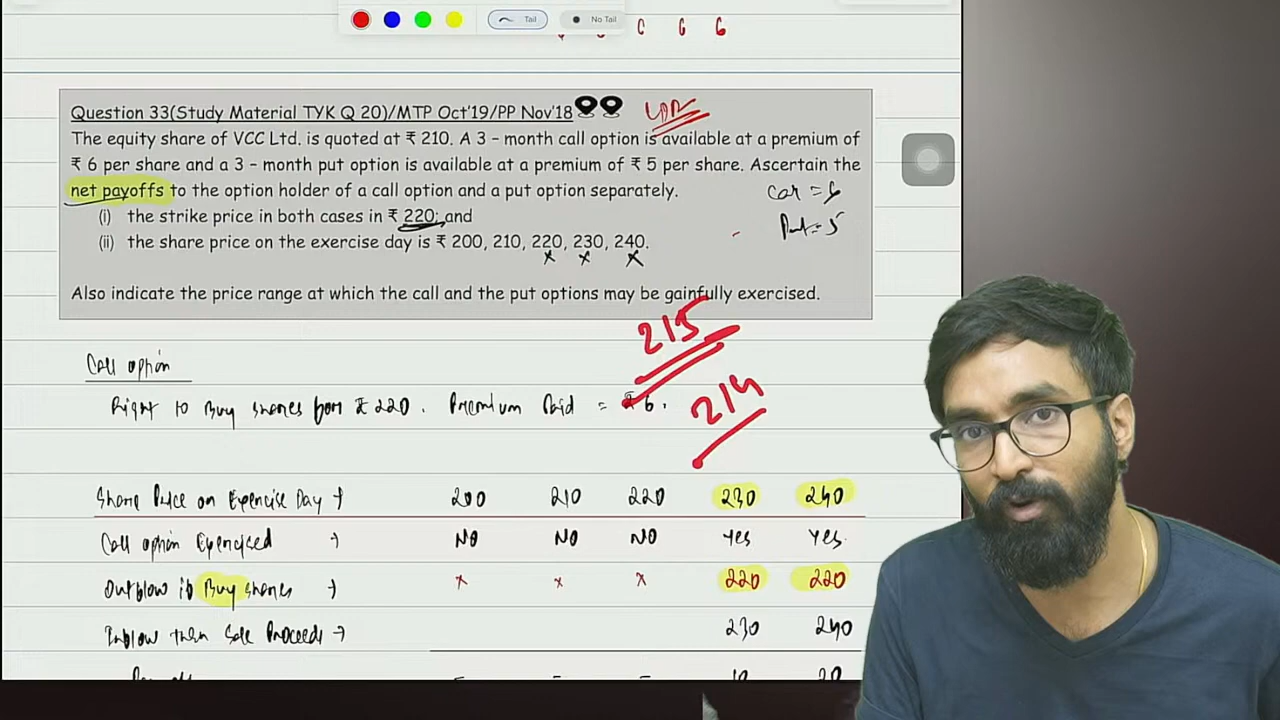 Tail
No Tail
Question 33(Study Material TYK Q 20)/MTP Oct'19/PP Nov'18
The equity share of VCC Ltd. is quoted at ₹ 210. A 3 – month call option is available at a premium of
₹ 6 per share and a 3 – month put option is available at a premium of ₹ 5 per share. Ascertain the
net payoffs to the option holder of a call option and a put option separately.
(i) the strike price in both cases in ₹ 220; and
(ii) the share price on the exercise day is ₹ 200, 210, 220, 230, 240.
Put = 5
Also indicate the price range at which the call and the put options may be gainfully exercised.
215
Call option
Right to Buy shares for ₹ 220. Premium Paid = ₹ 6.
214
Share Price on Exercise Day → 200 210 220 230 240
Call option Exercised → No No No Yes Yes.
Outflow to Buy shares → x x x 220 220
Inflow from Sale Proceeds → 230 240